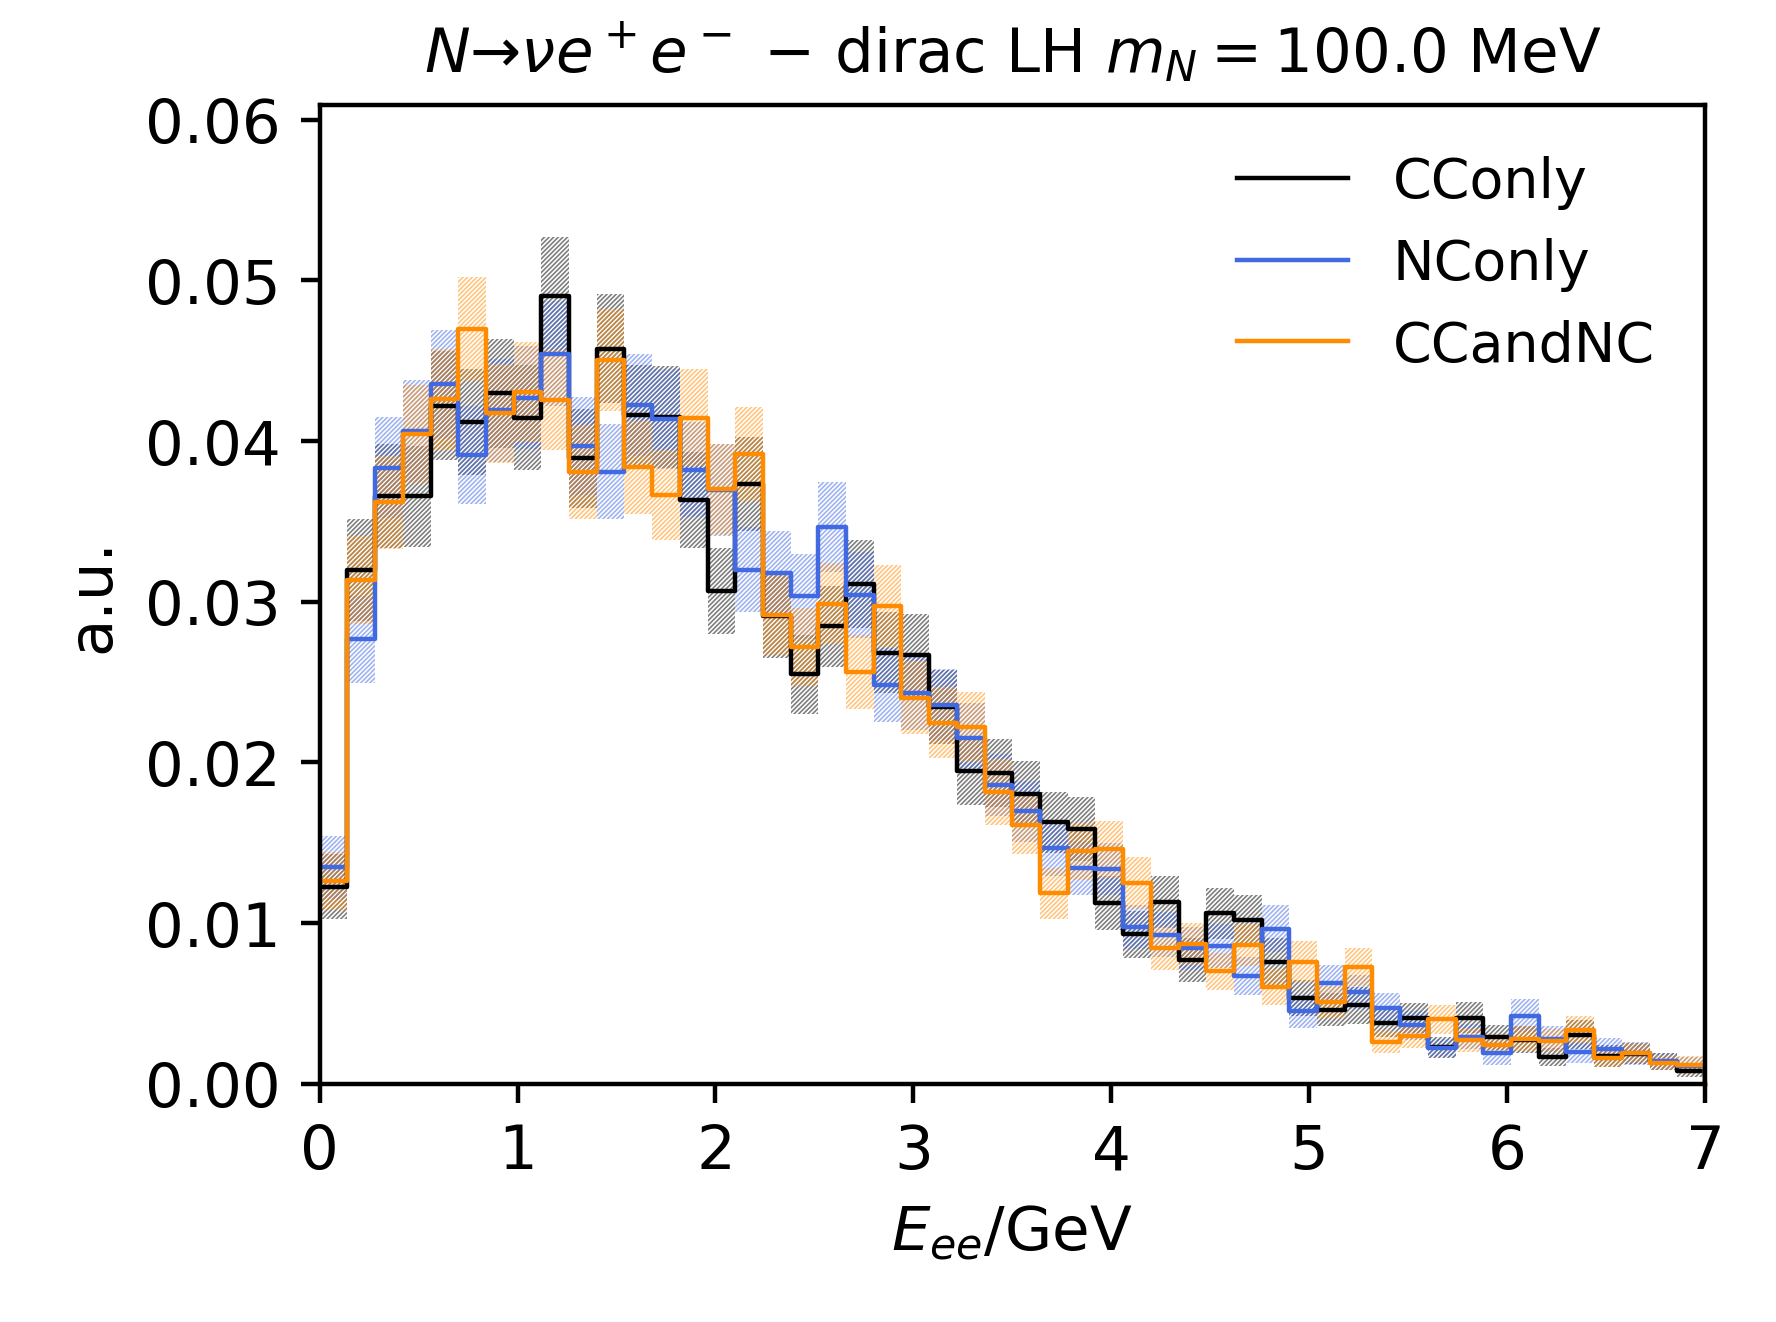 N→νe⁺e⁻ − dirac LH m_N = 100.0 MeV
0.06
0.05
0.04
0.03
0.02
0.01
0.00
a.u.
CConly
NConly
CCandNC
0 1 2 3 4 5 6 7
E_ee/GeV